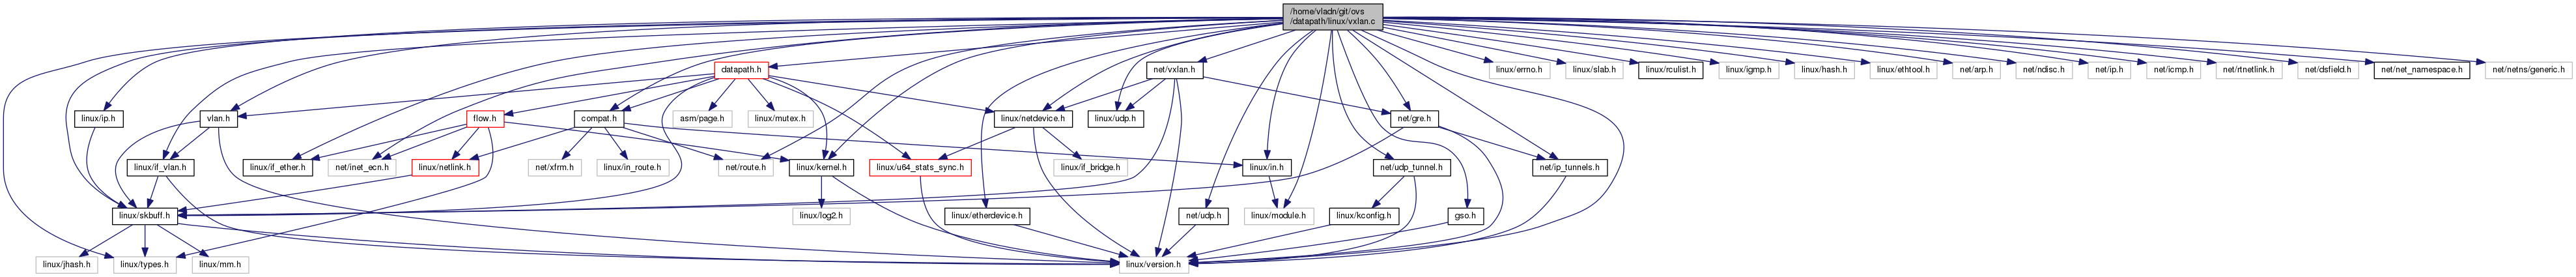 /home/vladn/git/ovs
/datapath/linux/vxlan.c
datapath.h
net/vxlan.h
linux/errno.h
linux/slab.h
linux/rculist.h
linux/igmp.h
linux/hash.h
linux/ethtool.h
net/arp.h
net/ndisc.h
net/ip.h
net/icmp.h
net/rtnetlink.h
net/dsfield.h
net/net_namespace.h
net/netns/generic.h
linux/ip.h
vlan.h
flow.h
compat.h
asm/page.h
linux/mutex.h
linux/netdevice.h
linux/udp.h
net/gre.h
linux/if_vlan.h
linux/if_ether.h
net/inet_ecn.h
linux/netlink.h
net/xfrm.h
linux/in_route.h
net/route.h
linux/kernel.h
linux/u64_stats_sync.h
linux/if_bridge.h
linux/in.h
net/udp_tunnel.h
net/ip_tunnels.h
linux/skbuff.h
linux/log2.h
linux/etherdevice.h
net/udp.h
linux/module.h
linux/kconfig.h
gso.h
linux/jhash.h
linux/types.h
linux/mm.h
linux/version.h